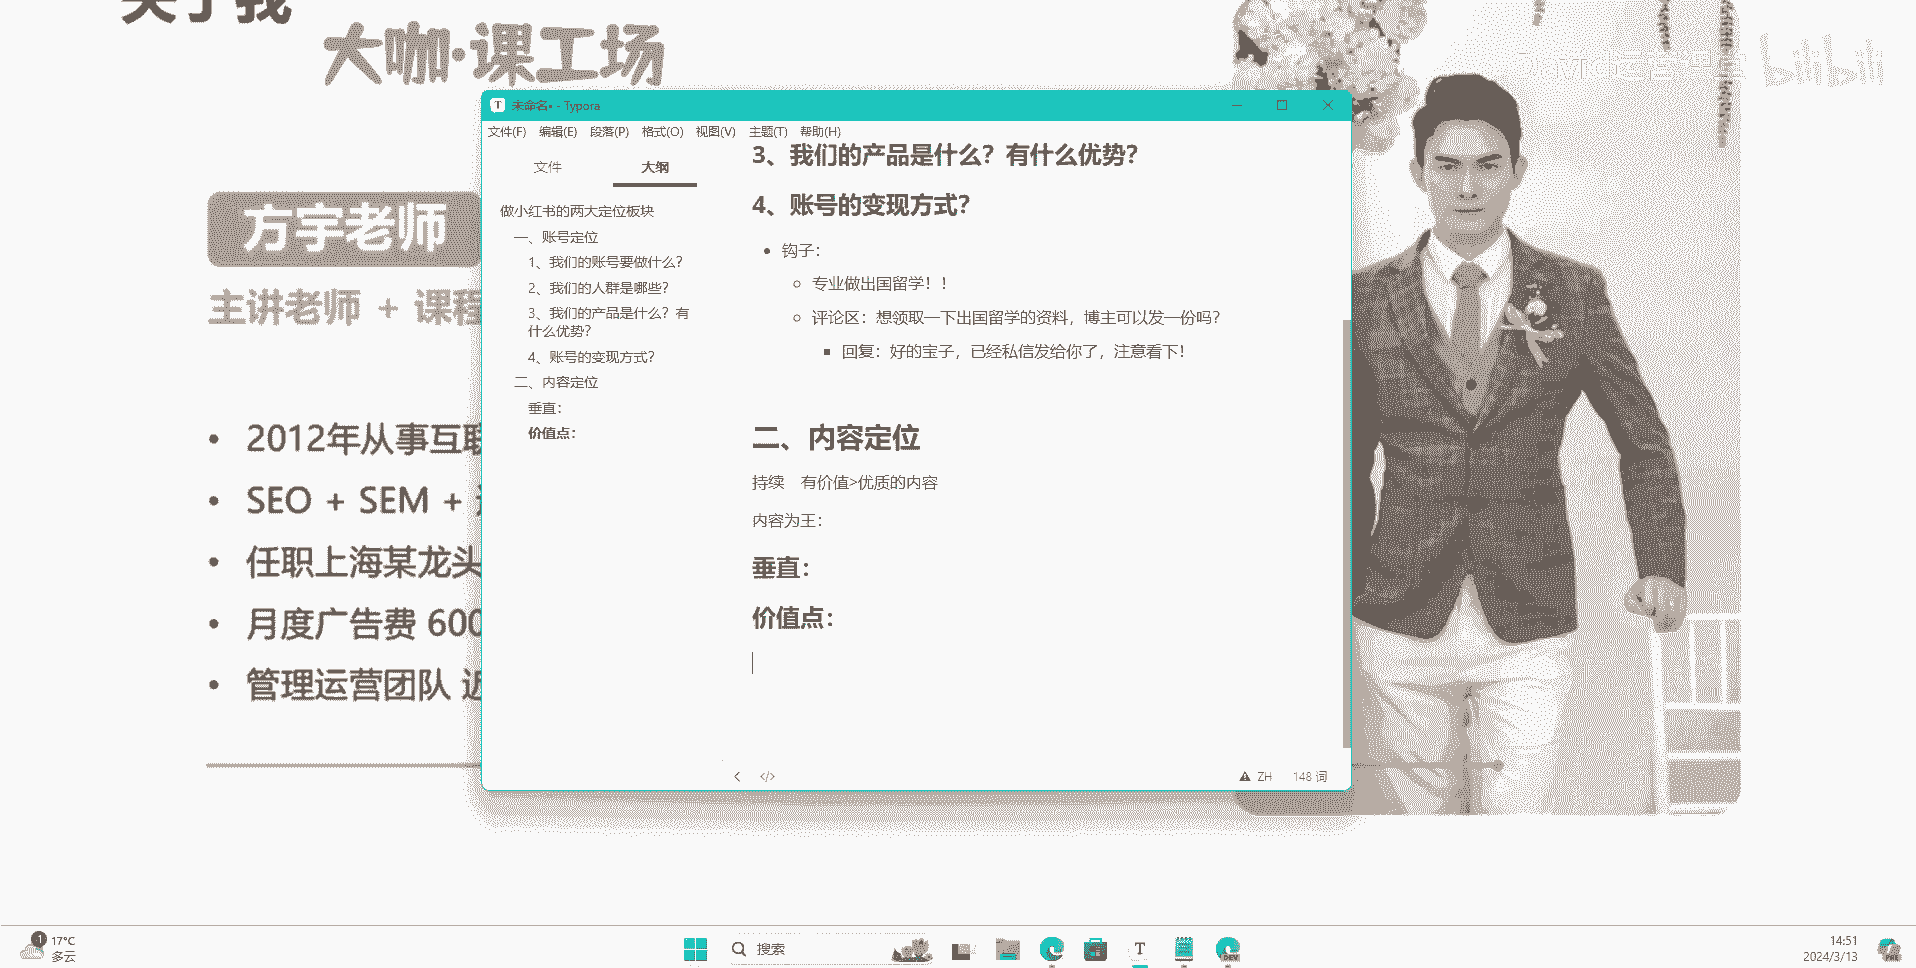 大咖·课工场
bilibili
方宇老师
主讲老师 + 课程
2012年从事互联
SEO + SEM +
任职上海某龙头
月度广告费 600
管理运营团队 近
未命名• - Typora
文件(F) 编辑(E) 段落(P) 格式(O) 视图(V) 主题(T) 帮助(H)
文件 大纲
做小红书的两大定位板块
一、账号定位
1、我们的账号要做什么？
2、我们的人群是哪些？
3、我们的产品是什么？有
什么优势？
4、账号的变现方式？
二、内容定位
垂直：
价值点：
3、我们的产品是什么？有什么优势？
4、账号的变现方式？
钩子：
专业做出国留学！！
评论区：想领取一下出国留学的资料，博主可以发一份吗？
回复：好的宝子，已经私信发给你了，注意看下！
二、内容定位
持续 有价值>优质的内容
内容为王：
垂直：
价值点：
</> ZH 148 词
1 17°C
多云
搜索
T
DEV
14:51
2024/3/13
PRE